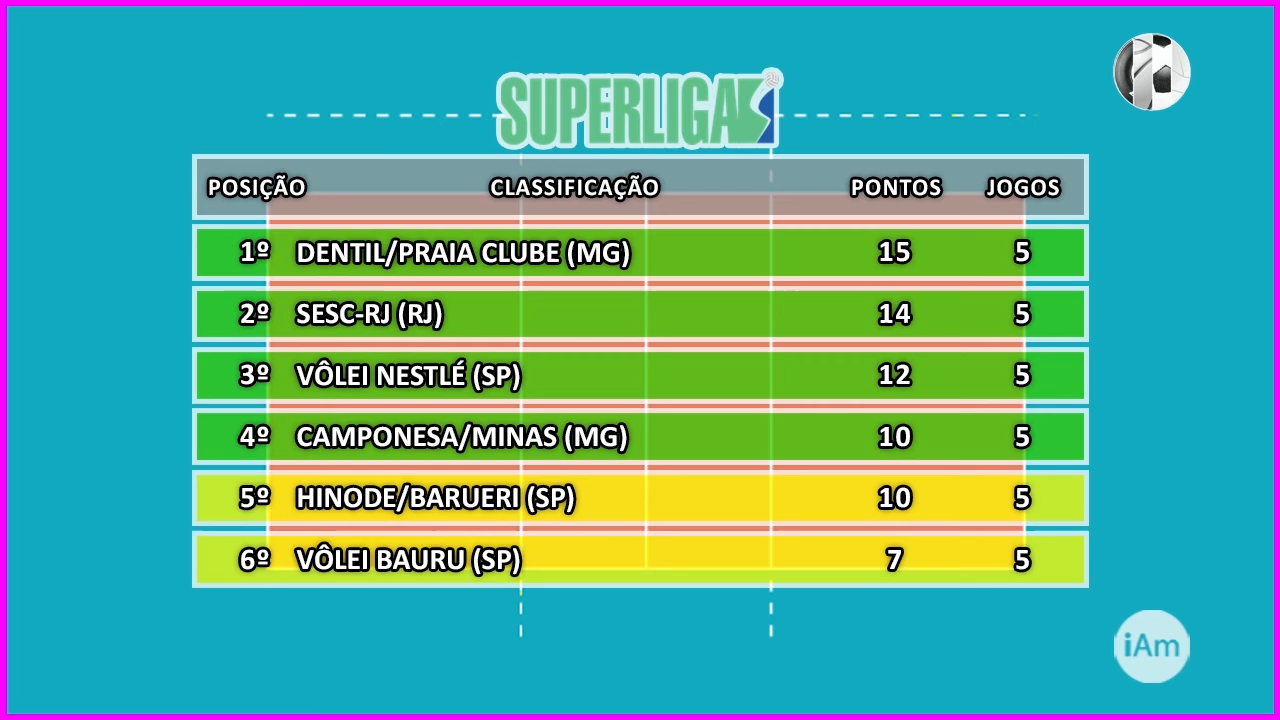 SUPERLIGA
POSIÇÃO CLASSIFICAÇÃO PONTOS JOGOS
1º DENTIL/PRAIA CLUBE (MG) 15 5
2º SESC-RJ (RJ) 14 5
3º VÔLEI NESTLÉ (SP) 12 5
4º CAMPONESA/MINAS (MG) 10 5
5º HINODE/BARUERI (SP) 10 5
6º VÔLEI BAURU (SP) 7 5
iAm